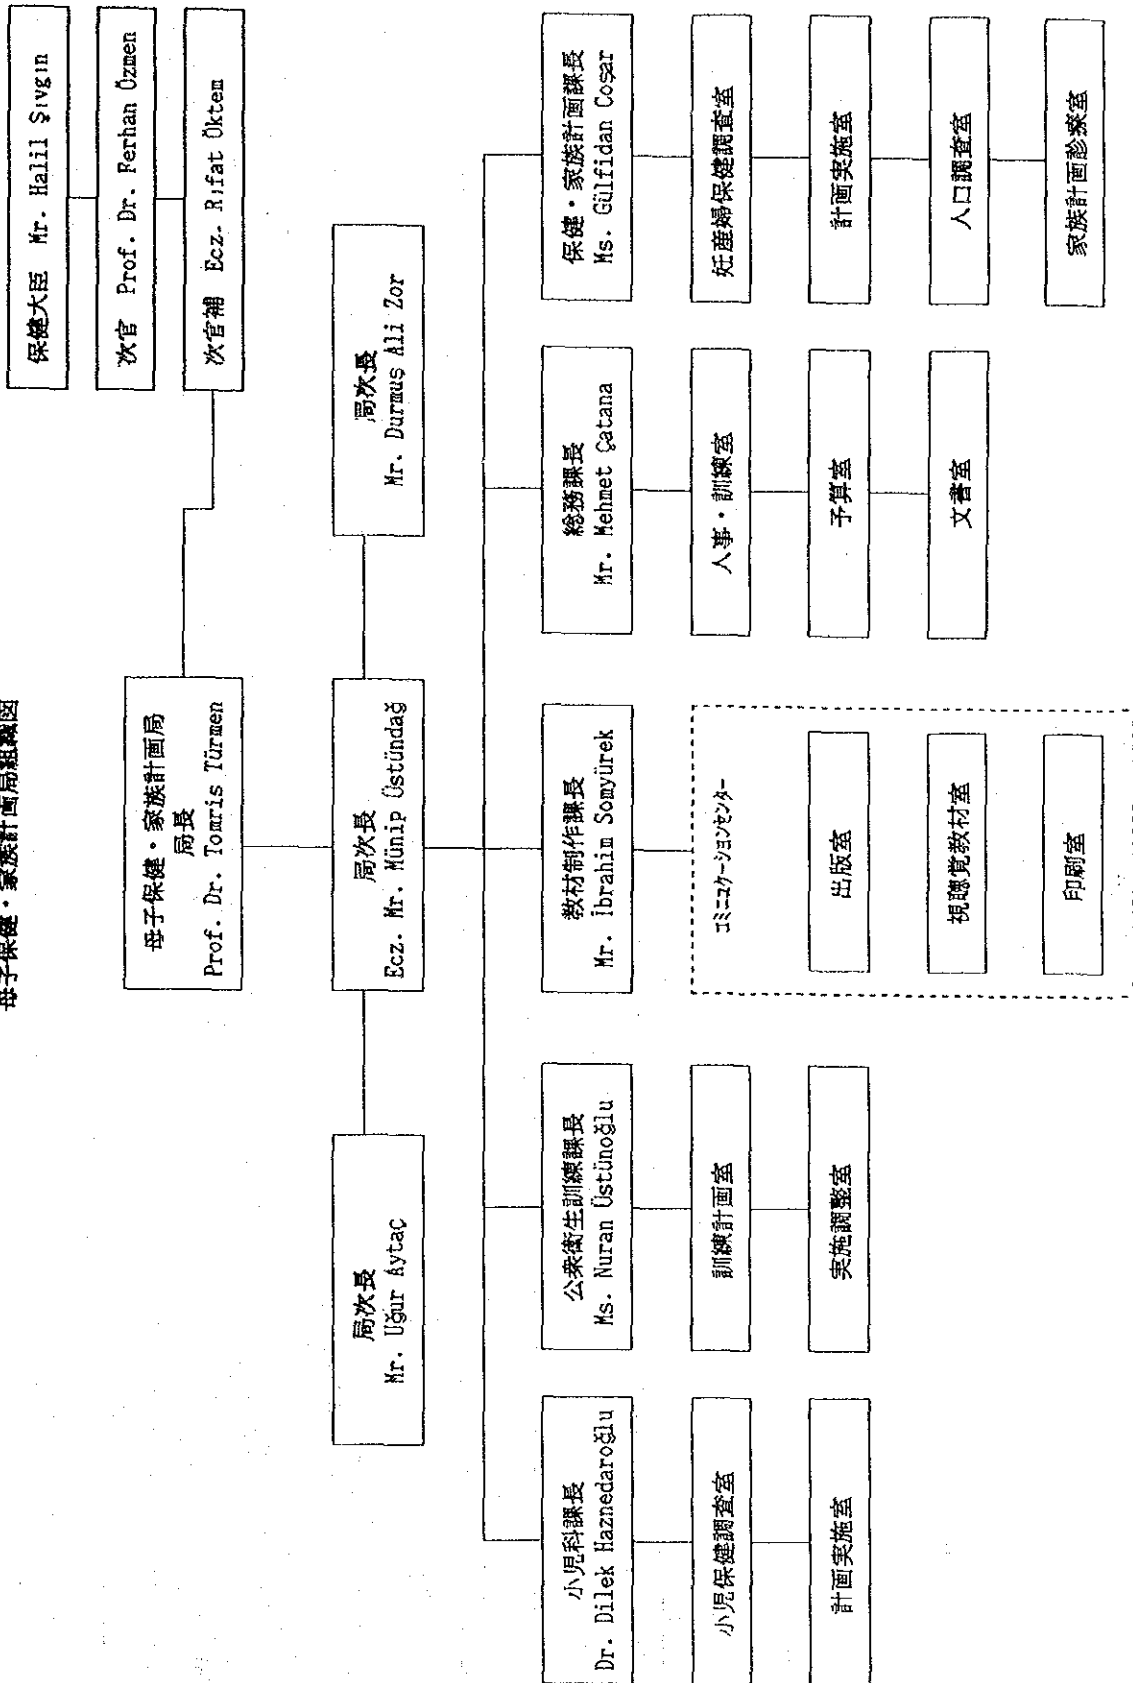 母子保健・家族計画局組織図
保健大臣 Mr. Halil Şıvgın
次官 Prof. Dr. Ferhan Özmen
次官補 Ecz. Rıfat Öktem
母子保健・家族計画局
局長
Prof. Dr. Tomris Türmen
局次長
Mr. Uğur Aytaç
局次長
Ecz. Mr. Münip Üstündağ
局次長
Mr. Durmuş Ali Zor
小児科課長
Dr. Dilek Haznedaroğlu
小児保健調査室
計画実施室
公衆衛生訓練課長
Ms. Nuran Üstünoğlu
訓練計画室
実施調整室
教材制作課長
Mr. İbrahim Somyürek
コミニュケーションセンター
出版室
視聴覚教材室
印刷室
総務課長
Mr. Mehmet Çatana
人事・訓練室
予算室
文書室
保健・家族計画課長
Ms. Gülfidan Coşar
妊産婦保健調査室
計画実施室
人口調査室
家族計画診療室